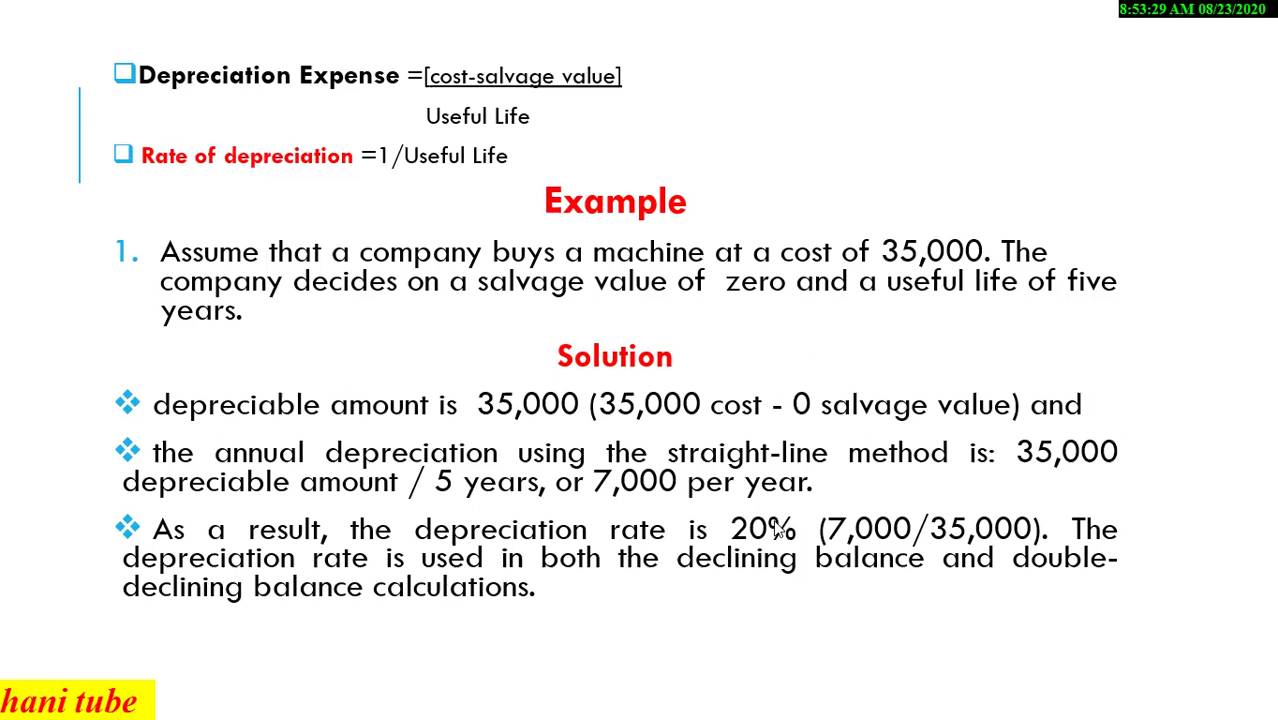 8:53:29 AM 08/23/2020
Depreciation Expense =[cost-salvage value]
Useful Life
Rate of depreciation =1/Useful Life
Example
1. Assume that a company buys a machine at a cost of 35,000. The
company decides on a salvage value of zero and a useful life of five
years.
Solution
depreciable amount is 35,000 (35,000 cost - 0 salvage value) and
the annual depreciation using the straight-line method is: 35,000
depreciable amount / 5 years, or 7,000 per year.
As a result, the depreciation rate is 20% (7,000/35,000). The
depreciation rate is used in both the declining balance and double-
declining balance calculations.
hani tube